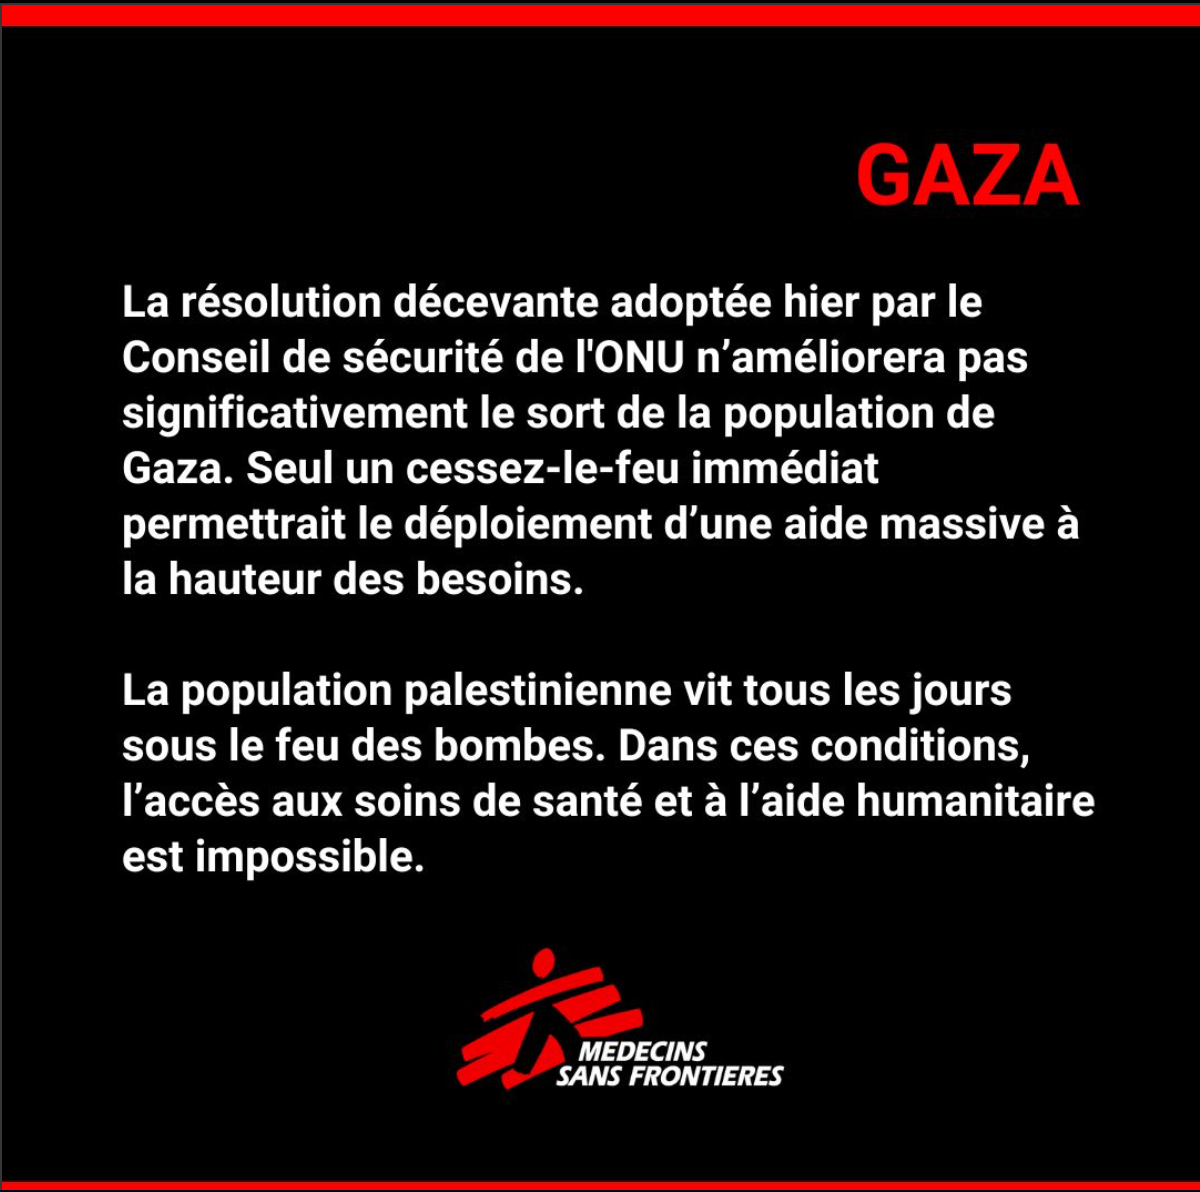 GAZA
La résolution décevante adoptée hier par le
Conseil de sécurité de l'ONU n’améliorera pas
significativement le sort de la population de
Gaza. Seul un cessez-le-feu immédiat
permettrait le déploiement d’une aide massive à
la hauteur des besoins.
La population palestinienne vit tous les jours
sous le feu des bombes. Dans ces conditions,
l’accès aux soins de santé et à l’aide humanitaire
est impossible.
MEDECINS
SANS FRONTIERES